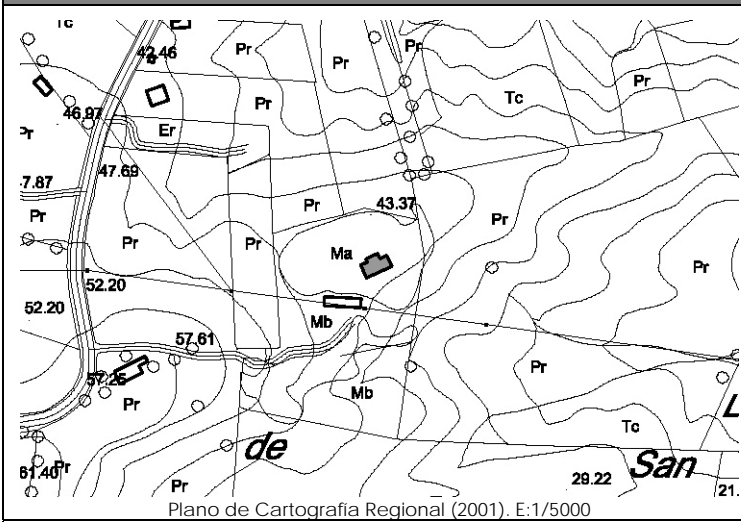 Tc
42.46
Pr
Pr
Pr
Pr
Pr
Tc
46.97
Er
Pr
47.69
7.87
Pr
Pr
43.37
Pr
Pr
Pr
Ma
Pr
52.20
52.20
Mb
57.61
Pr
57.25
Mb
Pr
Tc
L
de
San
61.40
Pr
Pr
29.22
21.
Plano de Cartografía Regional (2001). E:1/5000